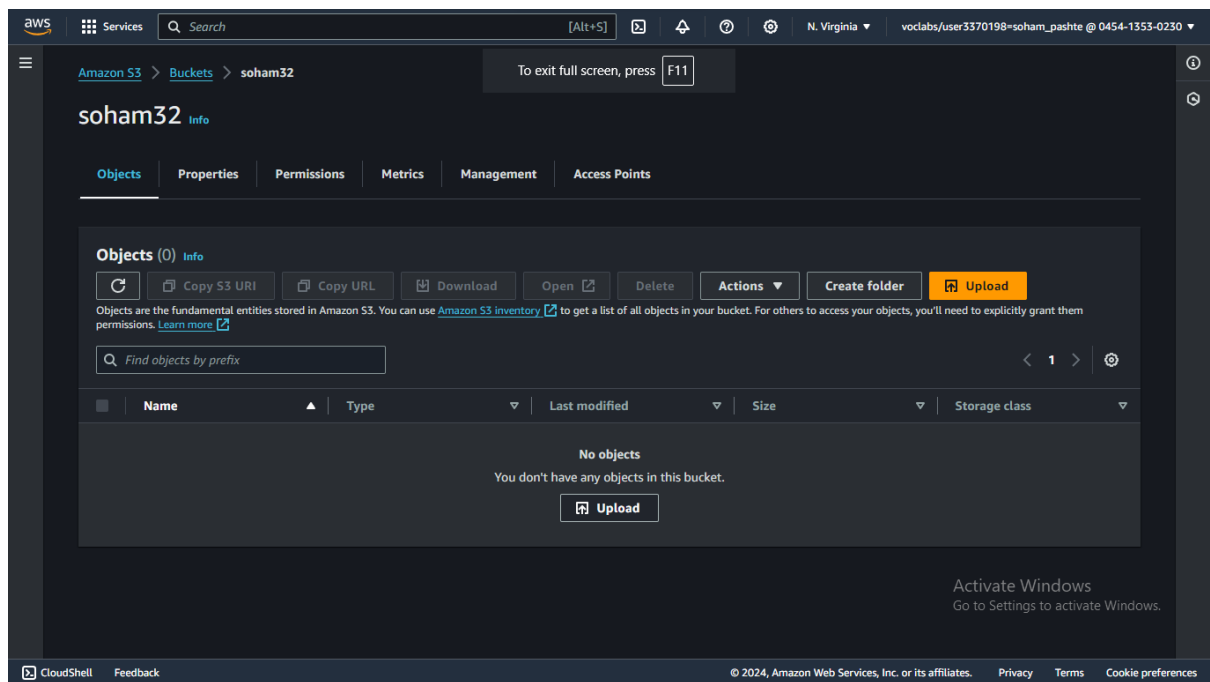 aws Services Search [Alt+S] N. Virginia ▼ voclabs/user3370198=soham_pashte @ 0454-1353-0230 ▼
Amazon S3 > Buckets > soham32
To exit full screen, press F11
soham32 Info
Objects Properties Permissions Metrics Management Access Points
Objects (0) Info
Copy S3 URI Copy URL Download Open Delete Actions ▼ Create folder Upload
Objects are the fundamental entities stored in Amazon S3. You can use Amazon S3 inventory to get a list of all objects in your bucket. For others to access your objects, you'll need to explicitly grant them
permissions. Learn more
Find objects by prefix < 1 >
Name Type Last modified Size Storage class
No objects
You don't have any objects in this bucket.
Upload
Activate Windows
Go to Settings to activate Windows.
CloudShell Feedback © 2024, Amazon Web Services, Inc. or its affiliates. Privacy Terms Cookie preferences